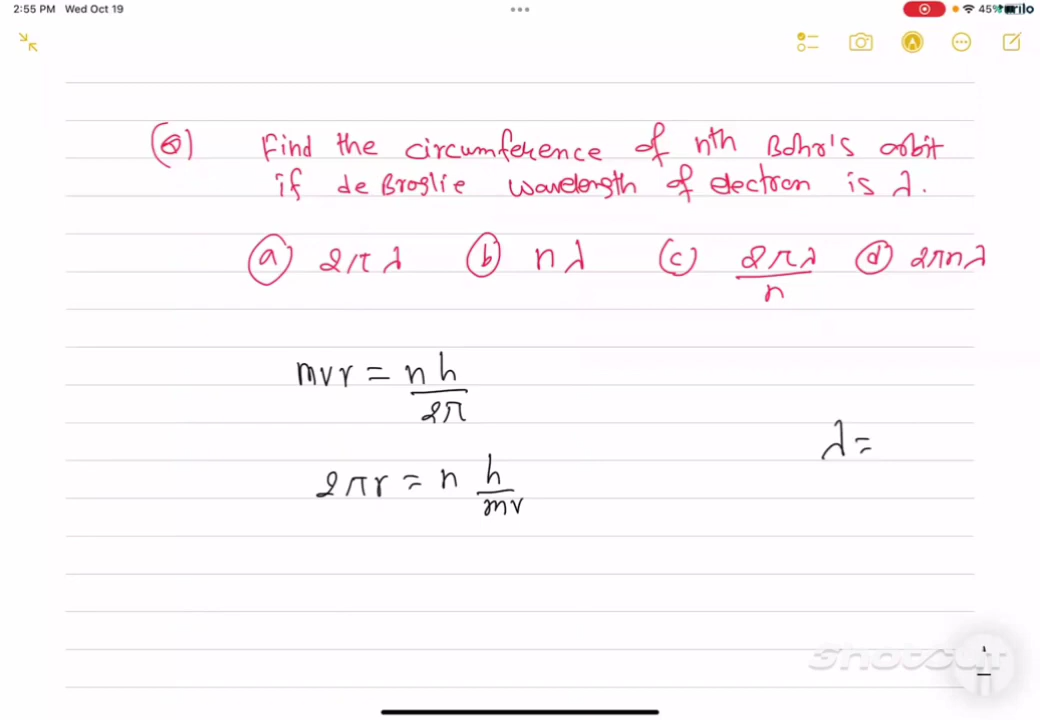 2:55 PM Wed Oct 19
45%
(Q) Find the circumference of nth Bohr's orbit
if de Broglie wavelength of electron is λ.
(a) 2πλ (b) nλ (c) 2πλ/n (d) 2πnλ
mvr = nh/2π
λ =
2πr = n h/mv
Shotcut